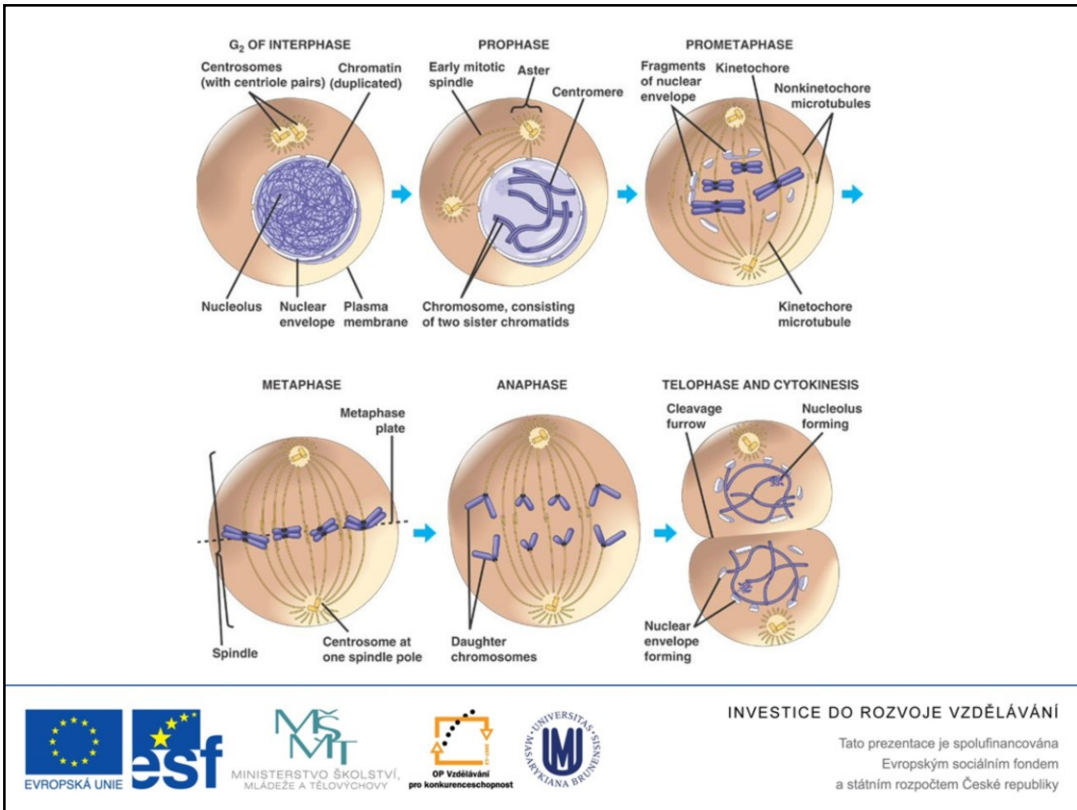 G₂ OF INTERPHASE
Centrosomes
(with centriole pairs)
Chromatin
(duplicated)
Nucleolus
Nuclear
envelope
Plasma
membrane
PROPHASE
Early mitotic
spindle
Aster
Centromere
Chromosome, consisting
of two sister chromatids
PROMETAPHASE
Fragments
of nuclear
envelope
Kinetochore
Nonkinetochore
microtubules
Kinetochore
microtubule
METAPHASE
Metaphase
plate
Spindle
Centrosome at
one spindle pole
ANAPHASE
Daughter
chromosomes
TELOPHASE AND CYTOKINESIS
Cleavage
furrow
Nucleolus
forming
Nuclear
envelope
forming
EVROPSKÁ UNIE
esf
MŠMT
MINISTERSTVO ŠKOLSTVÍ,
MLÁDEŽE A TĚLOVÝCHOVY
OP Vzdělávání
pro konkurenceschopnost
UNIVERSITAS
MASARYKIANA BRUNENSIS
INVESTICE DO ROZVOJE VZDĚLÁVÁNÍ
Tato prezentace je spolufinancována
Evropským sociálním fondem
a státním rozpočtem České republiky